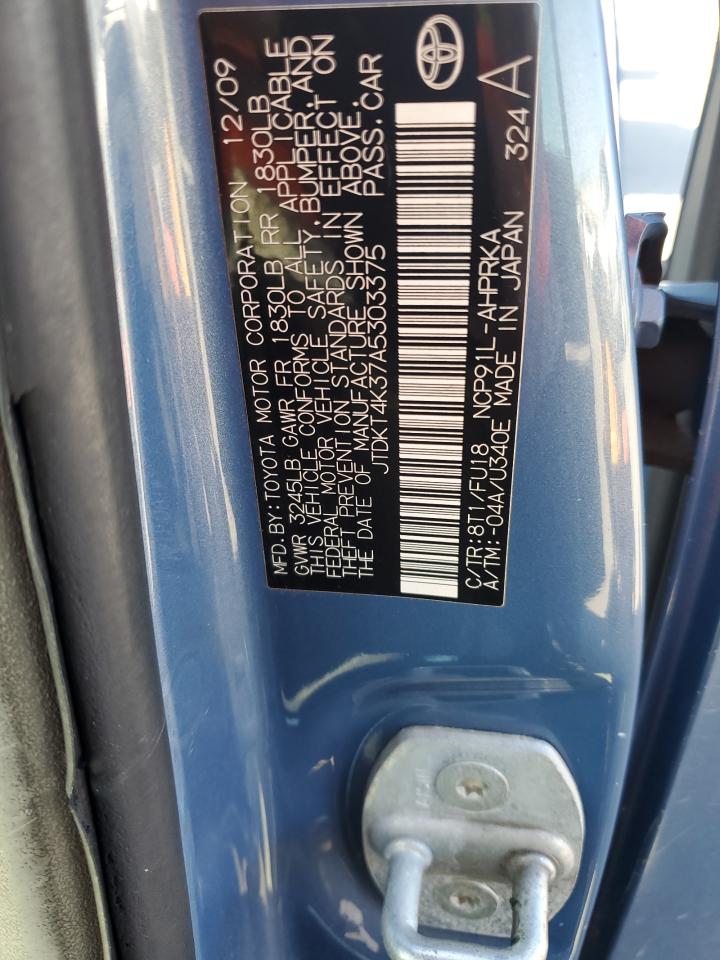 MFD.BY:TOYOTA MOTOR CORPORATION 12/09
GVWR 3245LB GAWR FR 1830LB RR 1830LB
THIS VEHICLE CONFORMS TO ALL APPLICABLE
FEDERAL MOTOR VEHICLE SAFETY,BUMPER,AND
THEFT PREVENTION STANDARDS IN EFFECT ON
THE DATE OF MANUFACTURE SHOWN ABOVE.
JTDKT4K37A5303375 PASS.CAR
C/TR:8T1/FU18 NCP91L-AHPRKA 324 A
A/TM:-04A/U340E MADE IN JAPAN